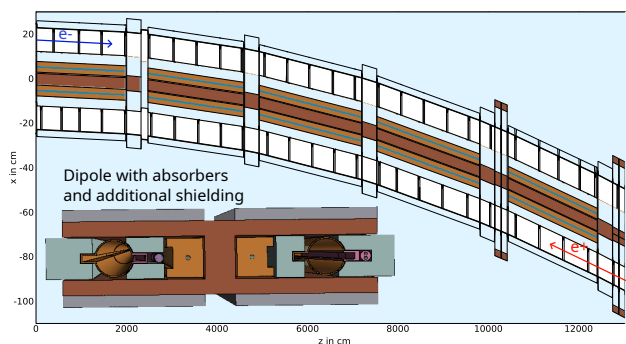 20
0
-20
-40
-60
-80
-100
x in cm
e-
Dipole with absorbers
and additional shielding
e+
0
2000
4000
6000
8000
10000
12000
z in cm